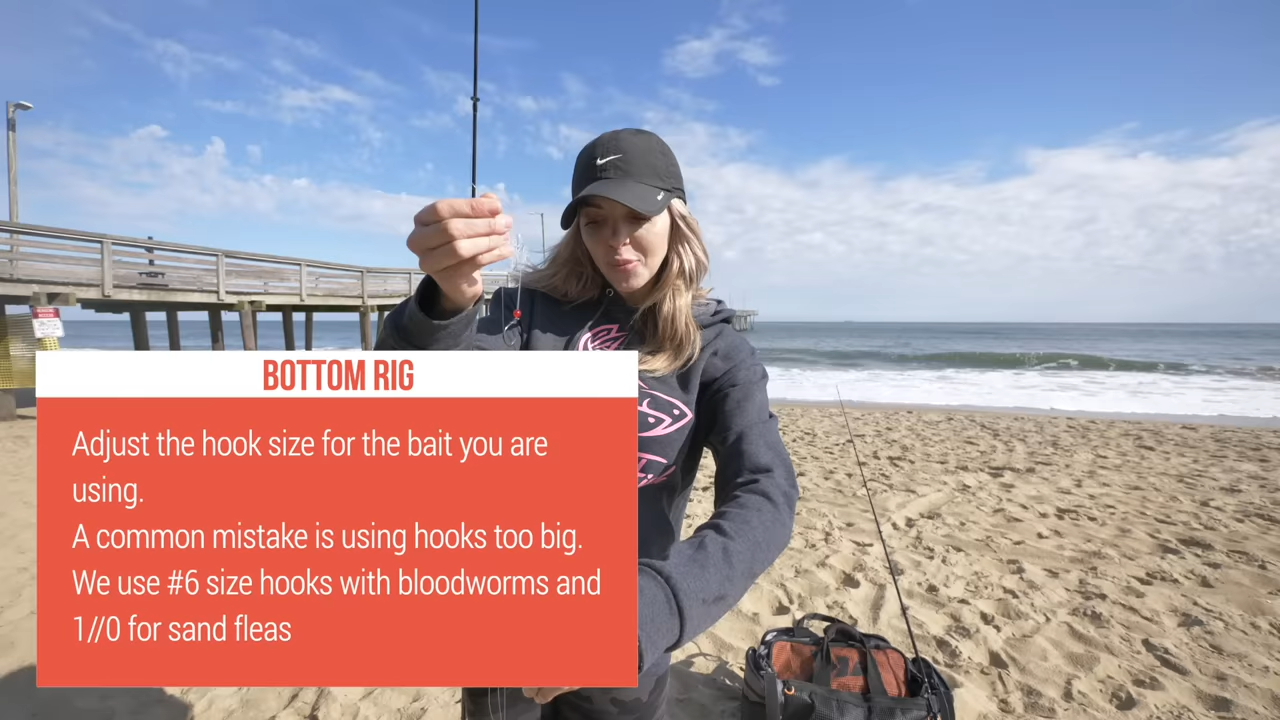 BOTTOM RIG
Adjust the hook size for the bait you are
using.
A common mistake is using hooks too big.
We use #6 size hooks with bloodworms and
1//0 for sand fleas